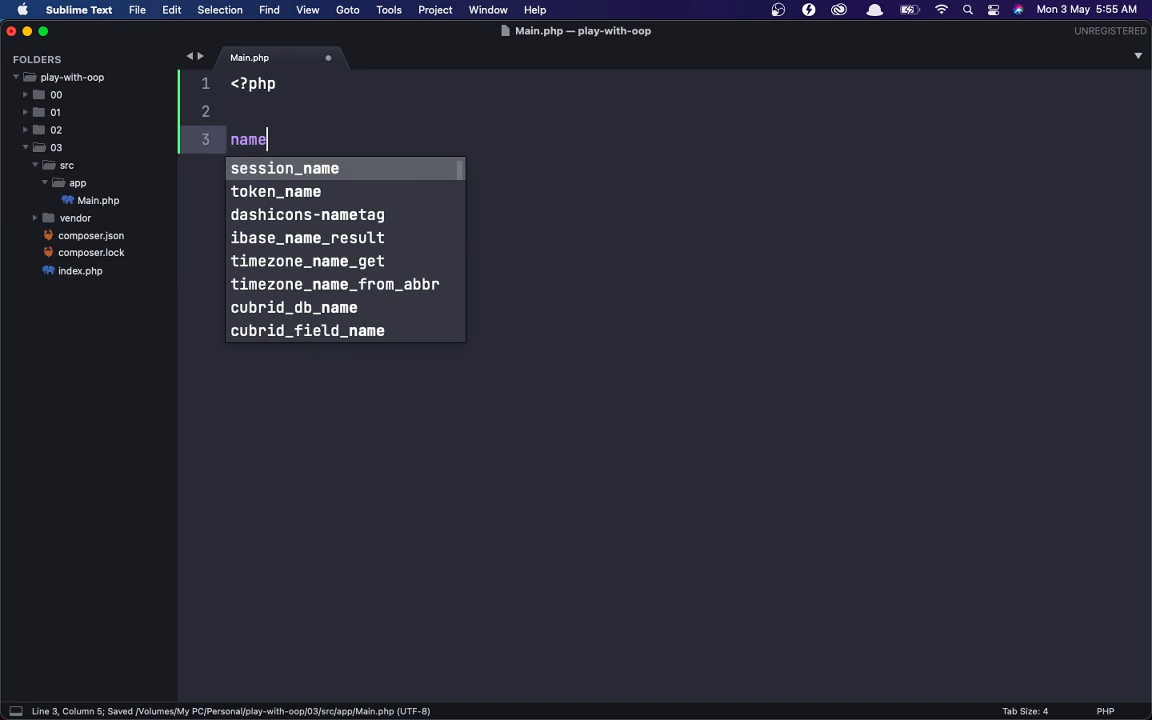 Sublime Text File Edit Selection Find View Goto Tools Project Window Help Mon 3 May 5:55 AM
Main.php — play-with-oop UNREGISTERED
FOLDERS
play-with-oop
00
01
02
03
src
app
Main.php
vendor
composer.json
composer.lock
index.php
Main.php
1 <?php
2
3 name
session_name
token_name
dashicons-nametag
ibase_name_result
timezone_name_get
timezone_name_from_abbr
cubrid_db_name
cubrid_field_name
Line 3, Column 5; Saved /Volumes/My PC/Personal/play-with-oop/03/src/app/Main.php (UTF-8) Tab Size: 4 PHP